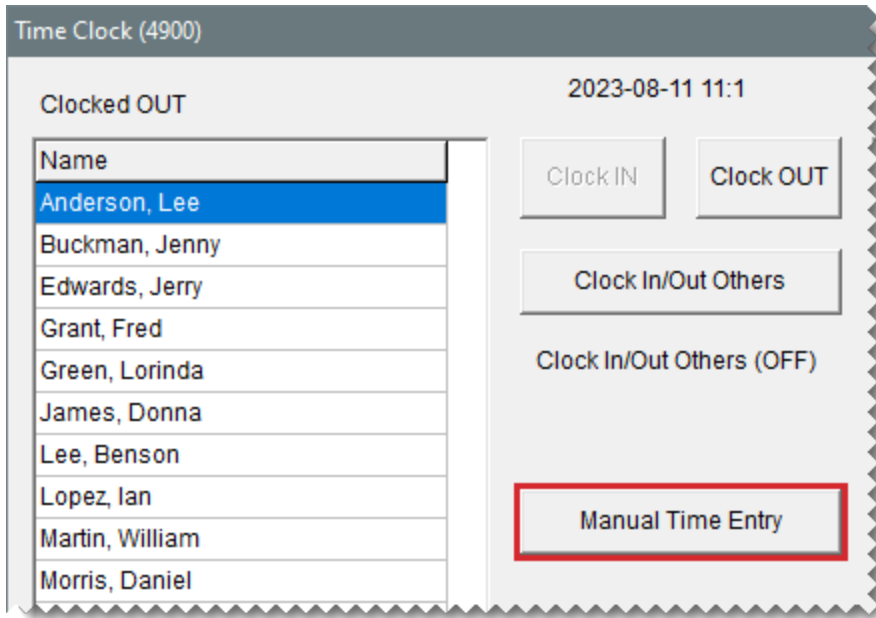 Time Clock (4900)
Clocked OUT
2023-08-11 11:1
Name
Anderson, Lee
Buckman, Jenny
Edwards, Jerry
Grant, Fred
Green, Lorinda
James, Donna
Lee, Benson
Lopez, Ian
Martin, William
Morris, Daniel
Clock IN
Clock OUT
Clock In/Out Others
Clock In/Out Others (OFF)
Manual Time Entry